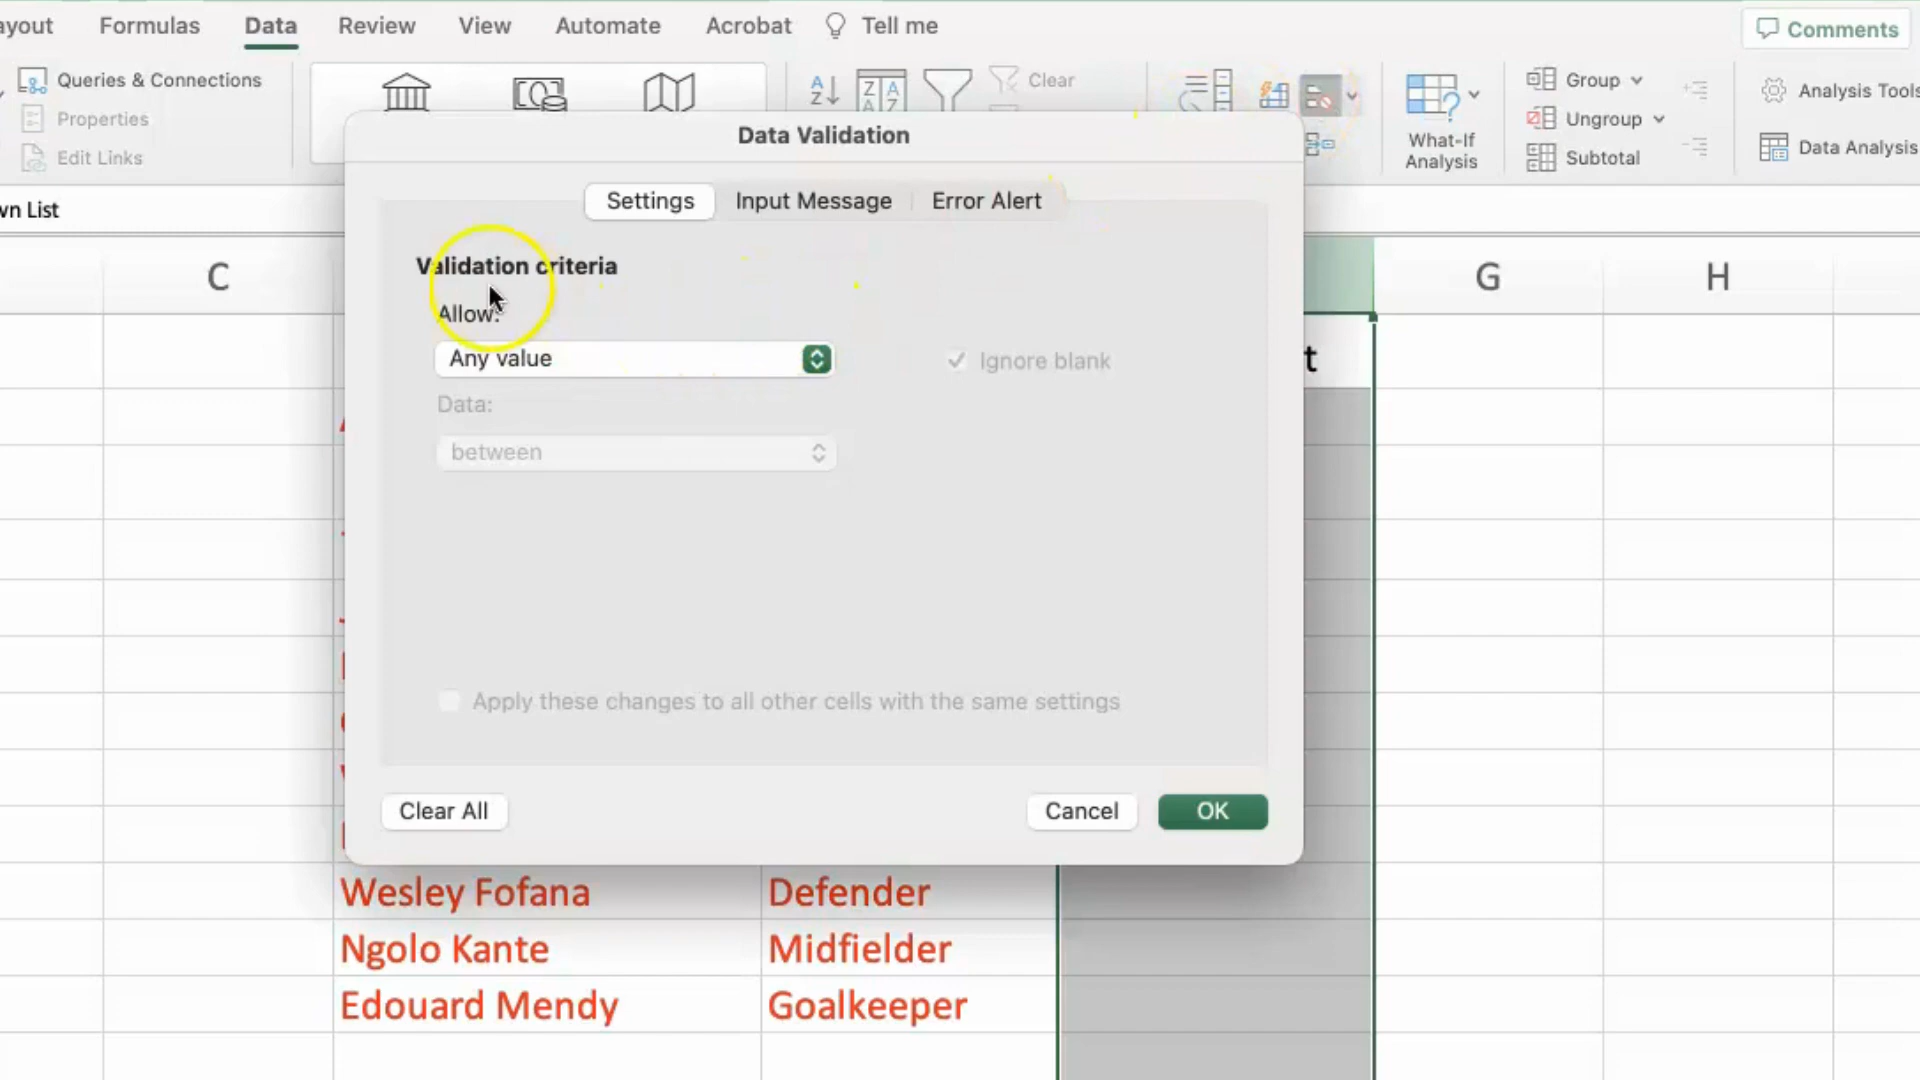 ayout Formulas Data Review View Automate Acrobat Tell me Comments
Queries & Connections
Properties
Edit Links
Clear
What-If
Analysis
Group
Ungroup
Subtotal
Analysis Tools
Data Analysis
wn List
C G H
Data Validation
Settings Input Message Error Alert
Validation criteria
Allow:
Any value
Ignore blank
Data:
between
Apply these changes to all other cells with the same settings
Clear All Cancel OK
t
Wesley Fofana Defender
Ngolo Kante Midfielder
Edouard Mendy Goalkeeper